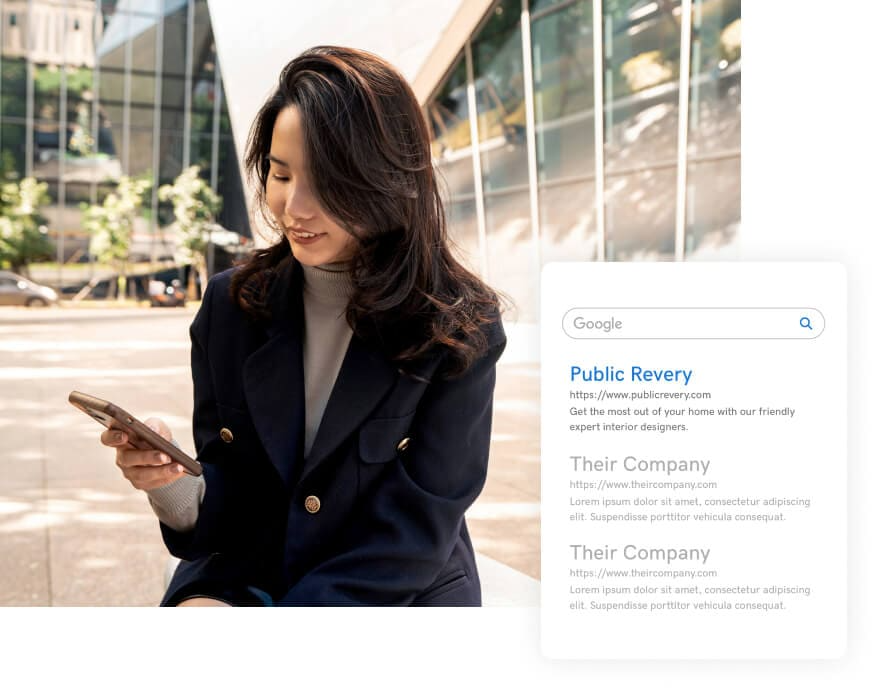 Google
Public Revery
https://www.publicrevery.com
Get the most out of your home with our friendly
expert interior designers.
Their Company
https://www.theircompany.com
Lorem ipsum dolor sit amet, consectetur adipiscing
elit. Suspendisse porttitor vehicula consequat.
Their Company
https://www.theircompany.com
Lorem ipsum dolor sit amet, consectetur adipiscing
elit. Suspendisse porttitor vehicula consequat.